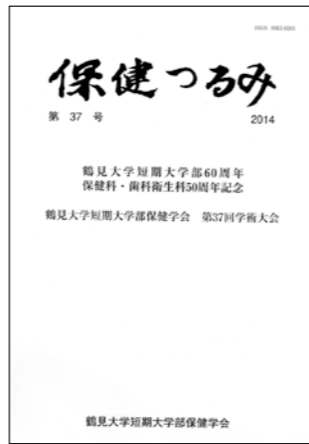 保健つるみ
第 37 号 2014
鶴見大学短期大学部60周年
保健科・歯科衛生科50周年記念
鶴見大学短期大学部保健学会 第37回学術大会
鶴見大学短期大学部保健学会